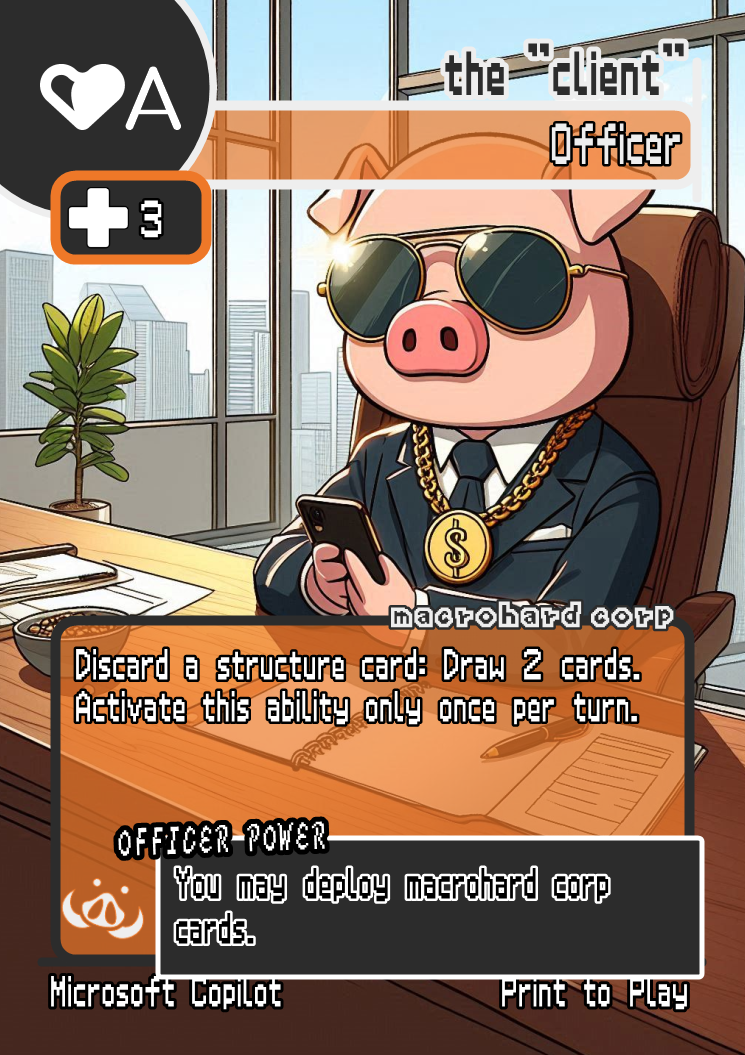 A
the "client"
Officer
3
$
macrohard corp
Discard a structure card: Draw 2 cards.
Activate this ability only once per turn.
OFFICER POWER
You may deploy macrohard corp
cards.
Microsoft Copilot
Print to Play